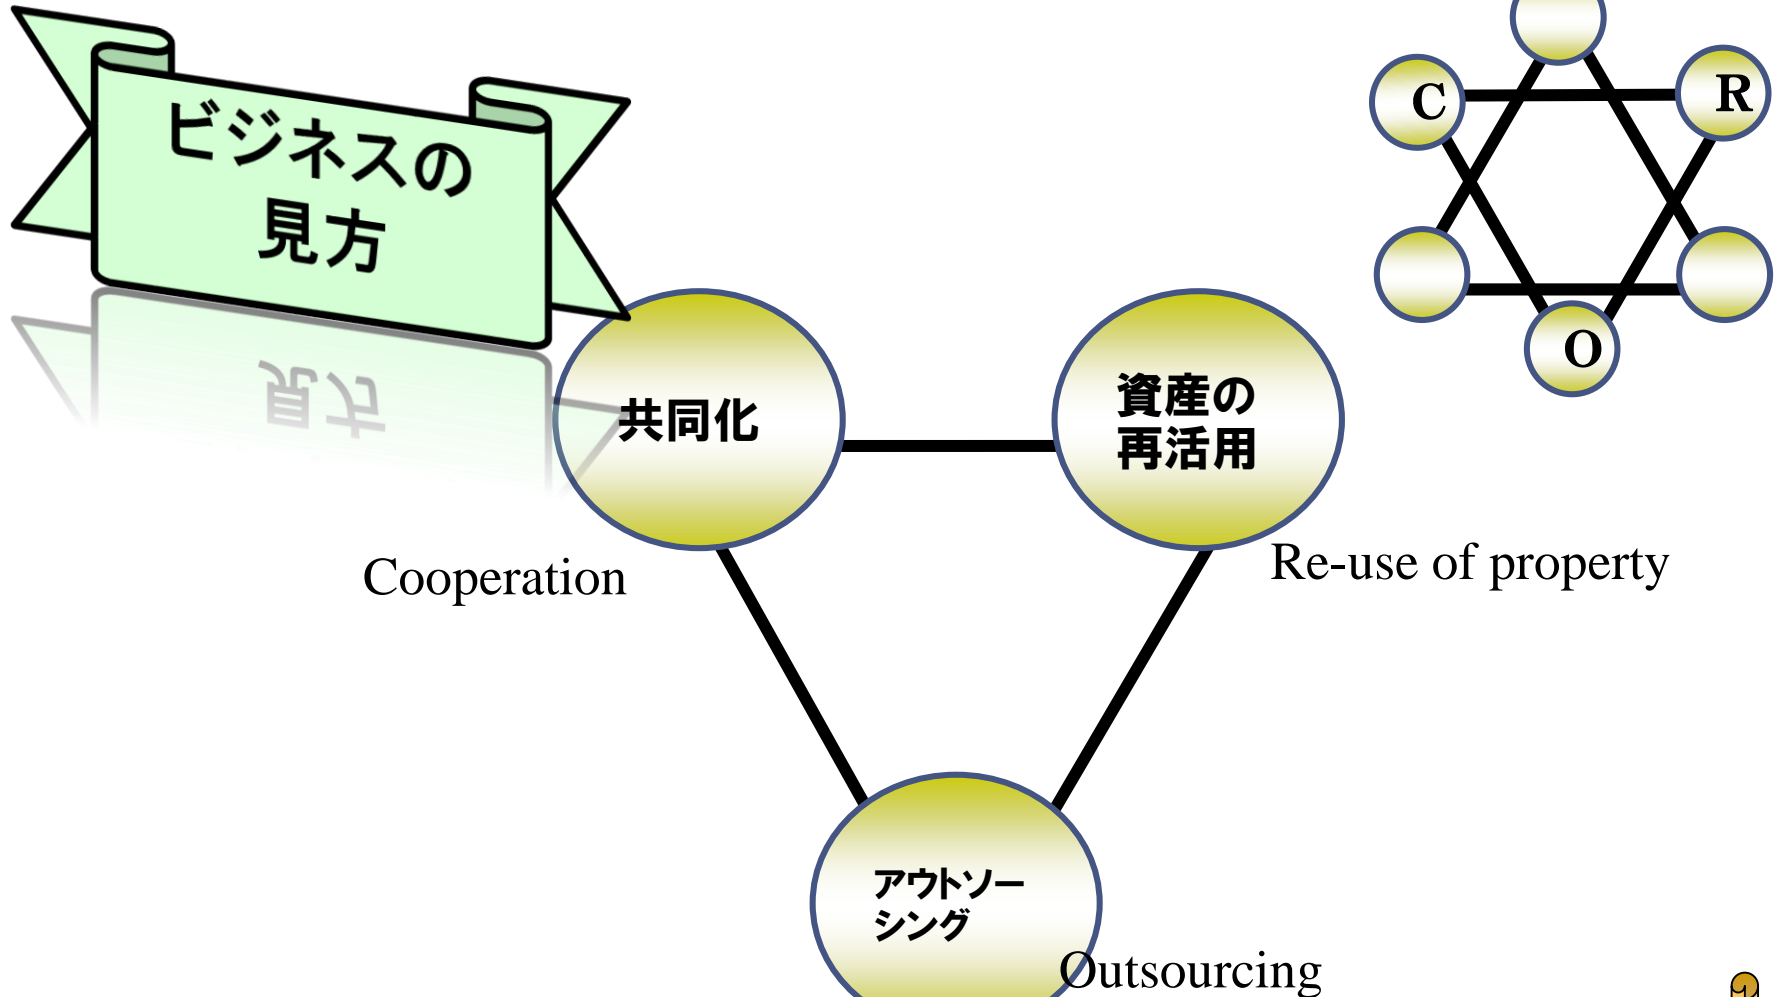 ビジネスの
見方
C
R
O
共同化
資産の
再活用
Cooperation
Re-use of property
アウトソー
シング
Outsourcing